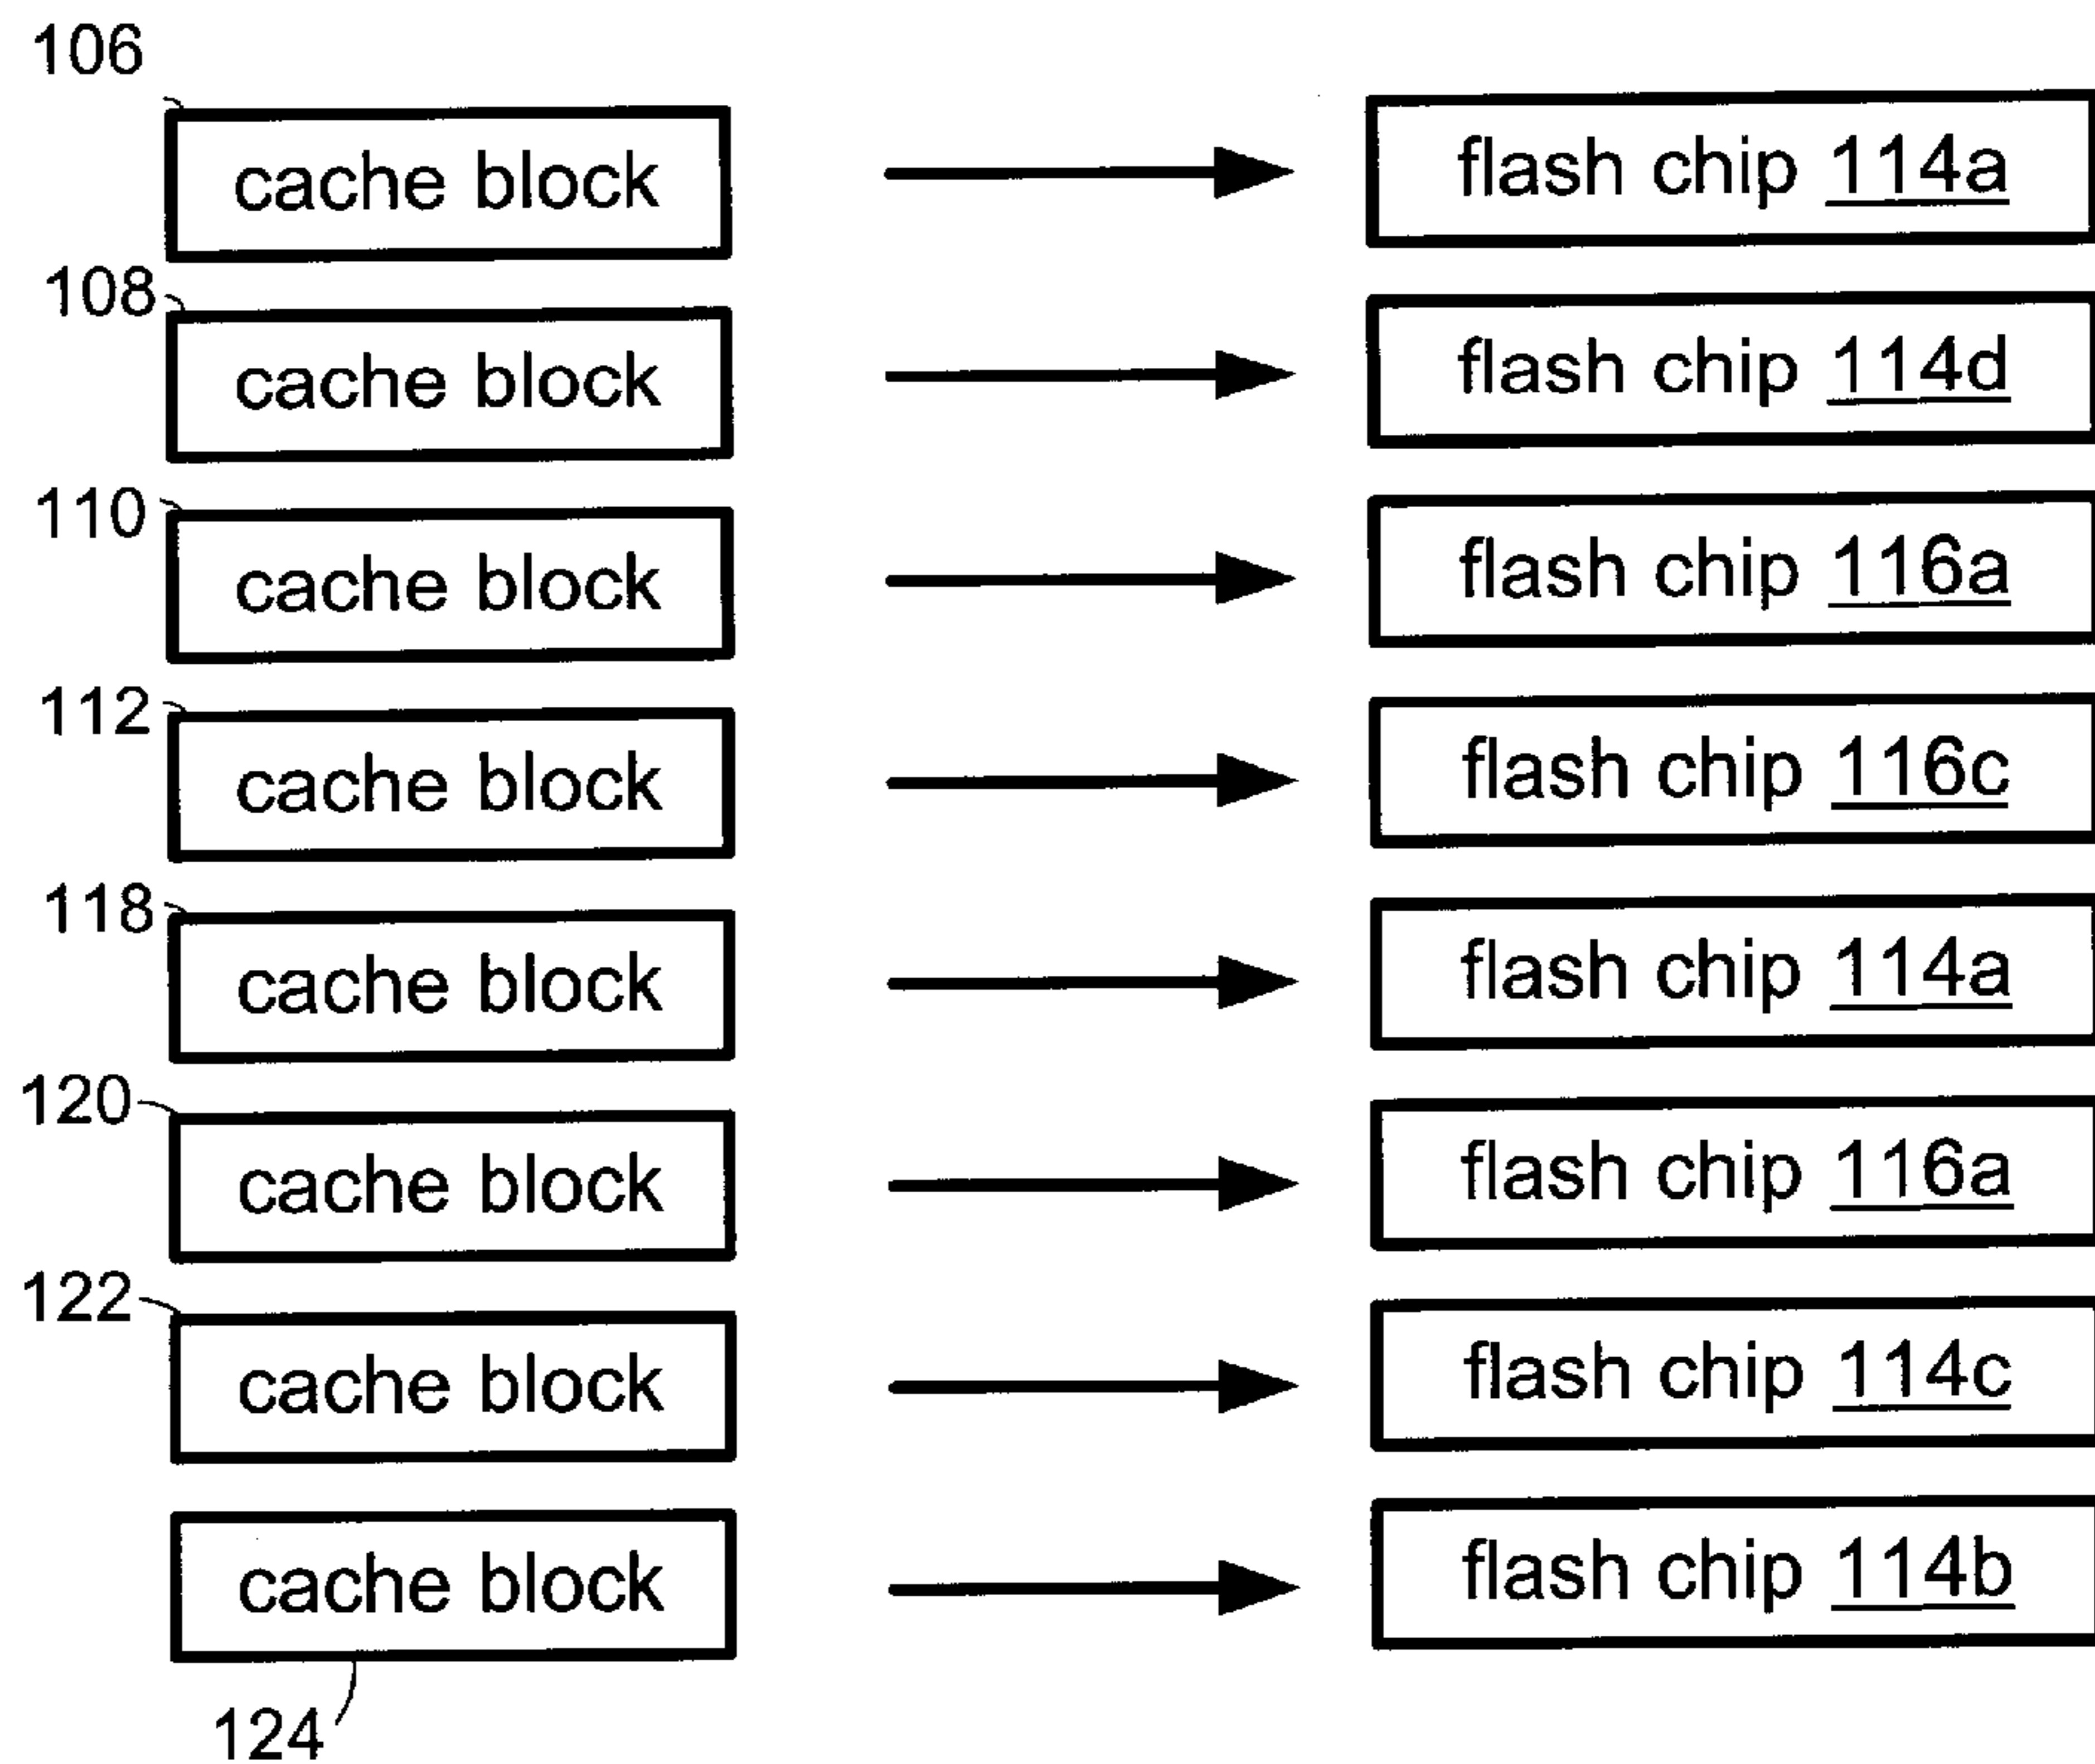 106
cache block flash chip 114a
108
cache block flash chip 114d
110
cache block flash chip 116a
112
cache block flash chip 116c
118
cache block flash chip 114a
120
cache block flash chip 116a
122
cache block flash chip 114c
cache block flash chip 114b
124